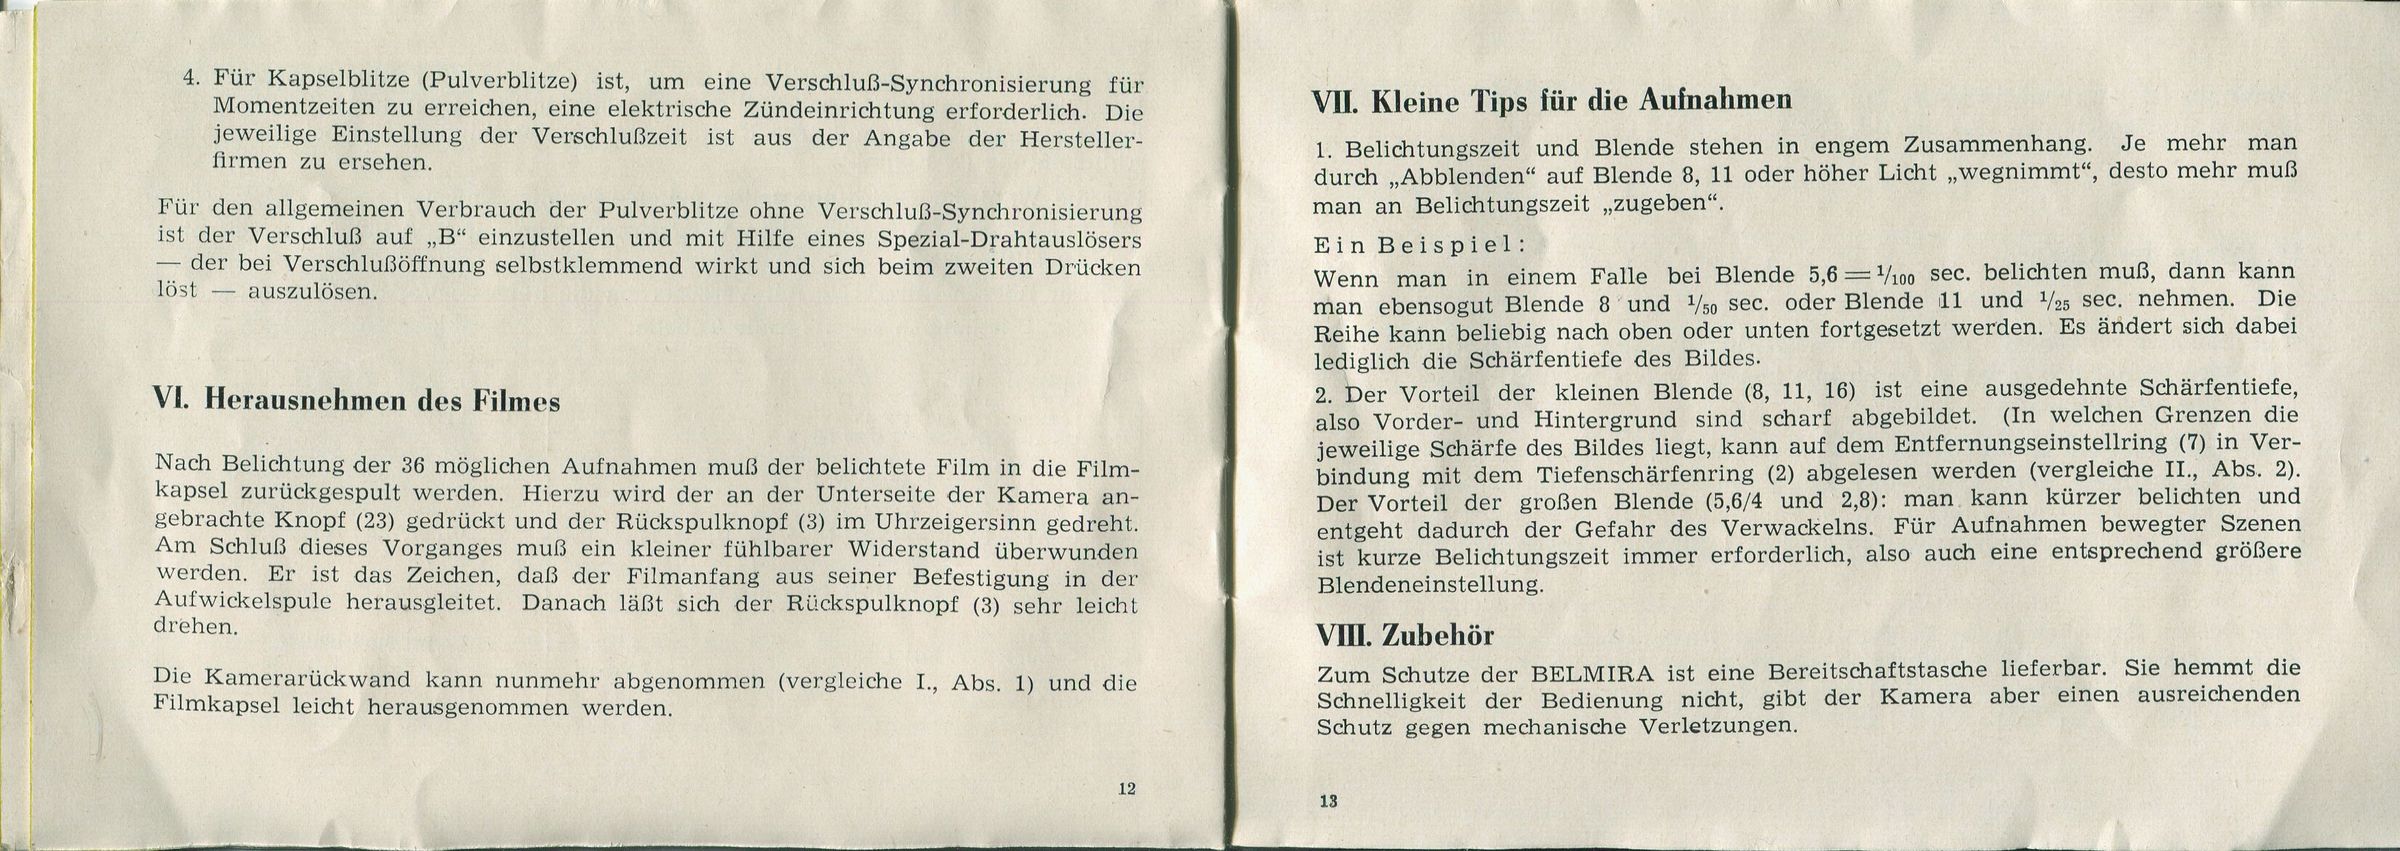 4. Für Kapselblitze (Pulverblitze) ist, um eine Verschluß-Synchronisierung für
Momentzeiten zu erreichen, eine elektrische Zündeinrichtung erforderlich. Die
jeweilige Einstellung der Verschlußzeit ist aus der Angabe der Hersteller-
firmen zu ersehen.
Für den allgemeinen Verbrauch der Pulverblitze ohne Verschluß-Synchronisierung
ist der Verschluß auf „B“ einzustellen und mit Hilfe eines Spezial-Drahtauslösers
— der bei Verschlußöffnung selbstklemmend wirkt und sich beim zweiten Drücken
löst — auszulösen.
VI. Herausnehmen des Filmes
Nach Belichtung der 36 möglichen Aufnahmen muß der belichtete Film in die Film-
kapsel zurückgespult werden. Hierzu wird der an der Unterseite der Kamera an-
gebrachte Knopf (23) gedrückt und der Rückspulknopf (3) im Uhrzeigersinn gedreht.
Am Schluß dieses Vorganges muß ein kleiner fühlbarer Widerstand überwunden
werden. Er ist das Zeichen, daß der Filmanfang aus seiner Befestigung in der
Aufwickelspule herausgleitet. Danach läßt sich der Rückspulknopf (3) sehr leicht
drehen.
Die Kamerarückwand kann nunmehr abgenommen (vergleiche I., Abs. 1) und die
Filmkapsel leicht herausgenommen werden.
12
VII. Kleine Tips für die Aufnahmen
1. Belichtungszeit und Blende stehen in engem Zusammenhang. Je mehr man
durch „Abblenden“ auf Blende 8, 11 oder höher Licht „wegnimmt“, desto mehr muß
man an Belichtungszeit „zugeben“.
Ein Beispiel:
Wenn man in einem Falle bei Blende 5,6 = 1/100 sec. belichten muß, dann kann
man ebensogut Blende 8 und 1/50 sec. oder Blende 11 und 1/25 sec. nehmen. Die
Reihe kann beliebig nach oben oder unten fortgesetzt werden. Es ändert sich dabei
lediglich die Schärfentiefe des Bildes.
2. Der Vorteil der kleinen Blende (8, 11, 16) ist eine ausgedehnte Schärfentiefe,
also Vorder- und Hintergrund sind scharf abgebildet. (In welchen Grenzen die
jeweilige Schärfe des Bildes liegt, kann auf dem Entfernungseinstellring (7) in Ver-
bindung mit dem Tiefenschärfenring (2) abgelesen werden (vergleiche II., Abs. 2).
Der Vorteil der großen Blende (5,6/4 und 2,8): man kann kürzer belichten und
entgeht dadurch der Gefahr des Verwackelns. Für Aufnahmen bewegter Szenen
ist kurze Belichtungszeit immer erforderlich, also auch eine entsprechend größere
Blendeneinstellung.
VIII. Zubehör
Zum Schutze der BELMIRA ist eine Bereitschaftstasche lieferbar. Sie hemmt die
Schnelligkeit der Bedienung nicht, gibt der Kamera aber einen ausreichenden
Schutz gegen mechanische Verletzungen.
13